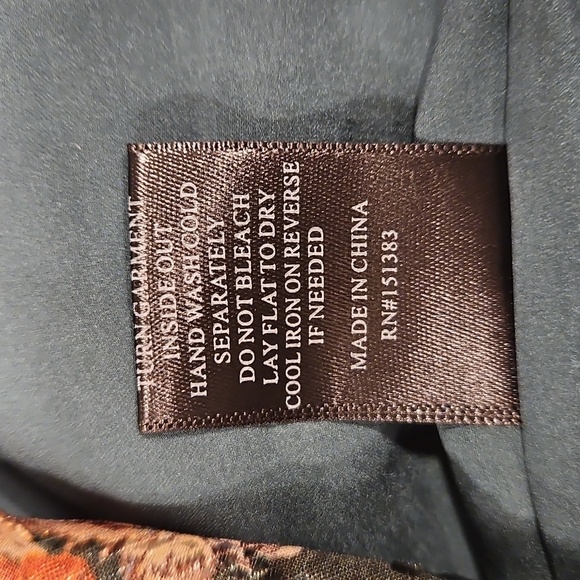 TURN GARMENT
INSIDE OUT
HAND WASH COLD
SEPARATELY
DO NOT BLEACH
LAY FLAT TO DRY
COOL IRON ON REVERSE
IF NEEDED
MADE IN CHINA
RN#151383